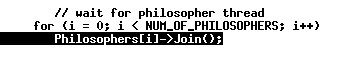 // wait for philosopher thread
for (i = 0; i < NUM_OF_PHILOSOPHERS; i++)
Philosophers[i]->Join();